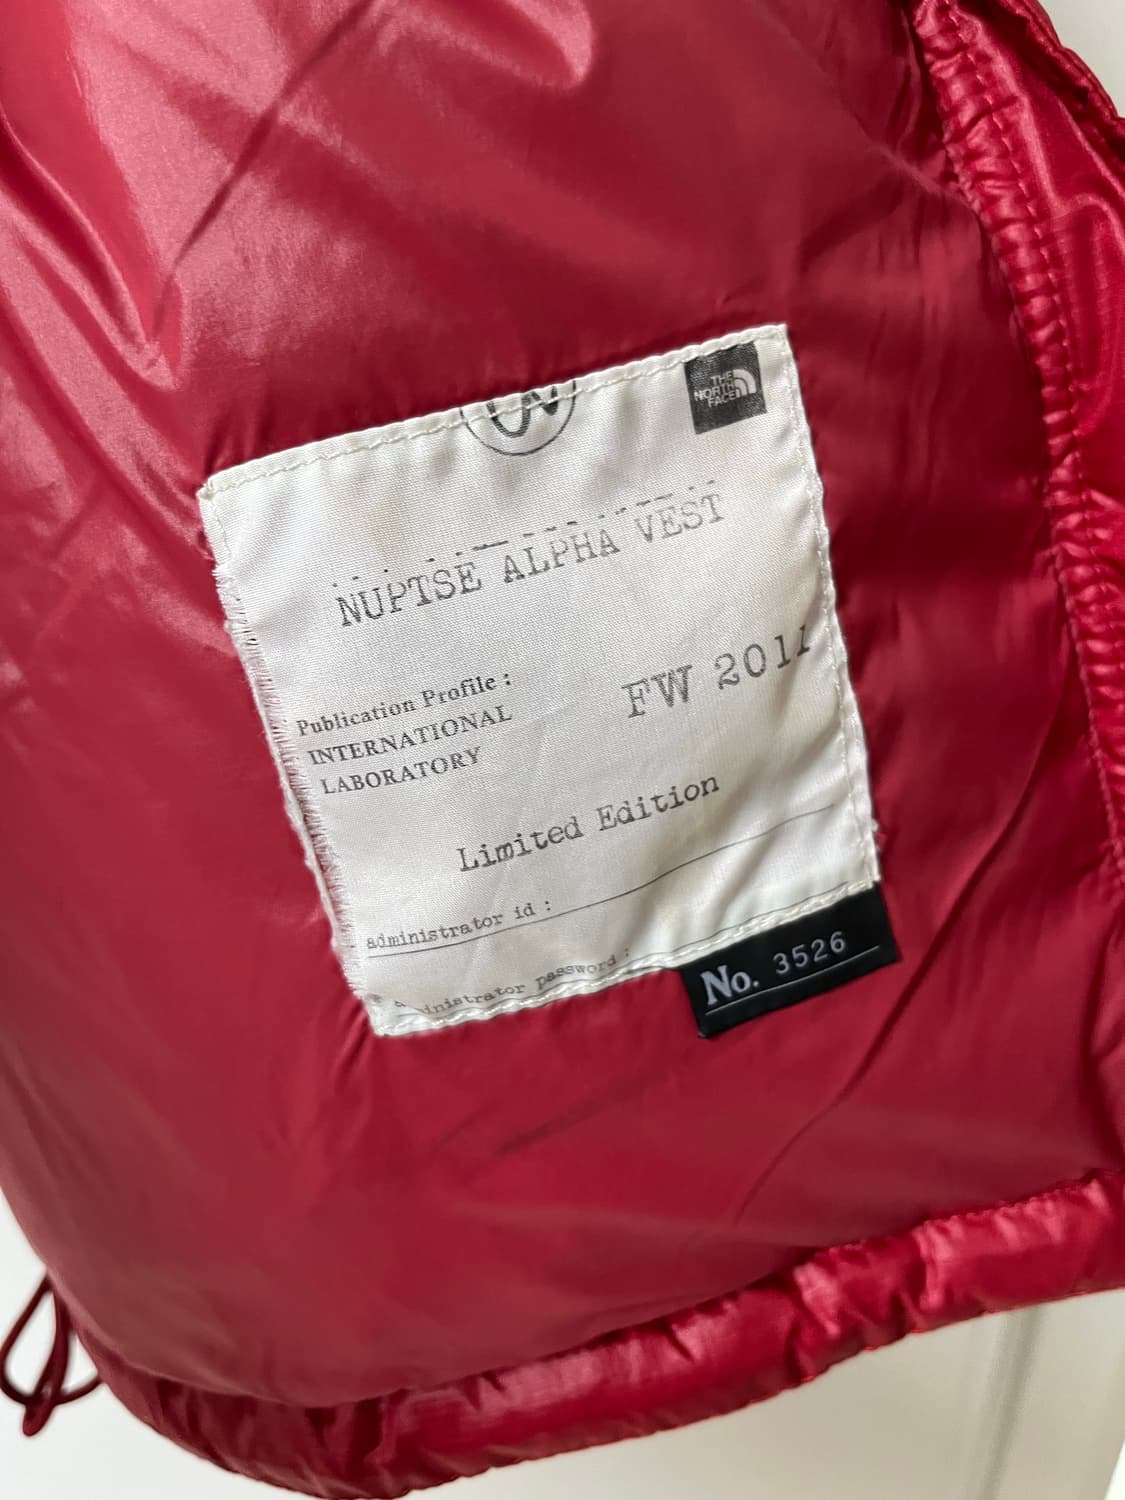 THE
NORTH
FACE
NUPTSE ALPHA VEST
Publication Profile :
INTERNATIONAL
LABORATORY
FW 2011
Limited Edition
administrator id :
administrator password :
No. 3526